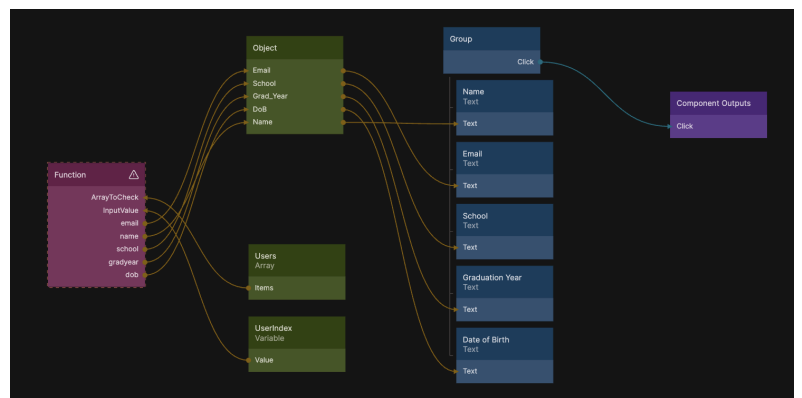 Function
ArrayToCheck
InputValue
email
name
school
gradyear
dob
Object
Email
School
Grad_Year
DoB
Name
Users
Array
Items
UserIndex
Variable
Value
Group
Click
Name
Text
Text
Email
Text
Text
School
Text
Text
Graduation Year
Text
Text
Date of Birth
Text
Text
Component Outputs
Click